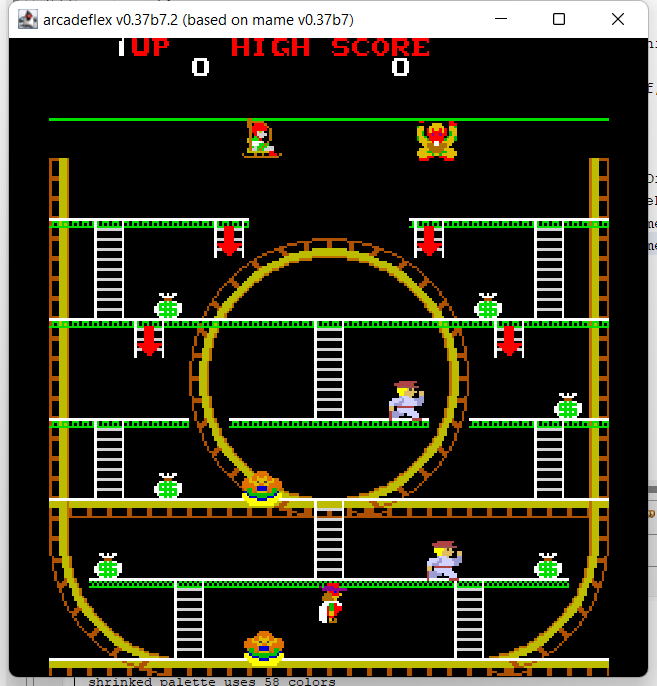 arcadeflex v0.37b7.2 (based on mame v0.37b7)
1UP HIGH SCORE
0 0
shrinked palette uses 58 colors